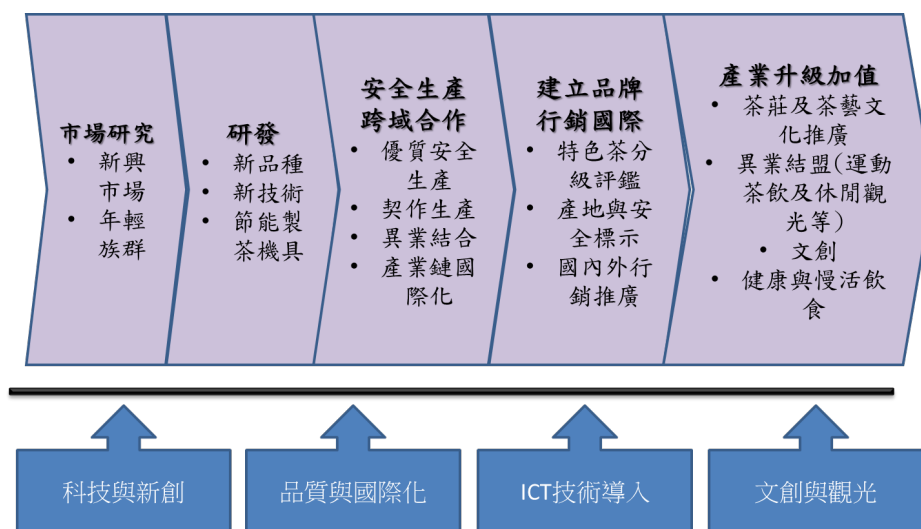 市場研究
• 新興
市場
• 年輕
族群
研發
• 新品種
• 新技術
• 節能製
茶機具
安全生產
跨域合作
• 優質安全
生產
• 契作生產
• 異業結合
• 產業鏈國
際化
建立品牌
行銷國際
• 特色茶分
級評鑑
• 產地與安
全標示
• 國內外行
銷推廣
產業升級加值
• 茶莊及茶藝文
化推廣
• 異業結盟(運動
茶飲及休閒觀
光等)
• 文創
• 健康與慢活飲
食
科技與新創
品質與國際化
ICT技術導入
文創與觀光